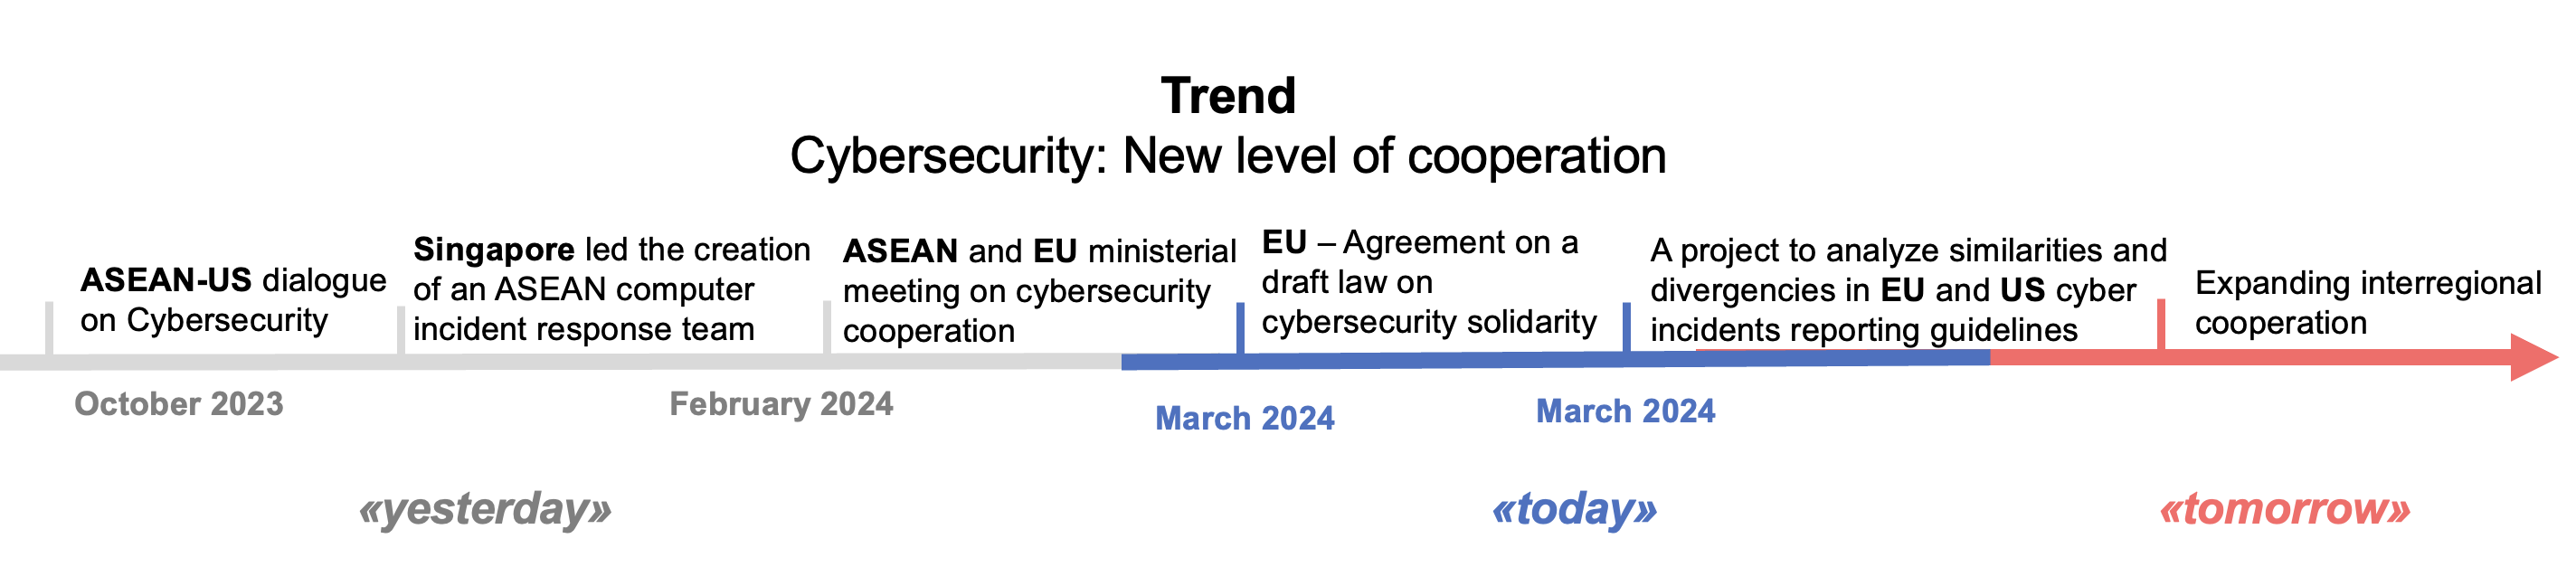 Trend
Cybersecurity: New level of cooperation
ASEAN-US dialogue
on Cybersecurity
Singapore led the creation
of an ASEAN computer
incident response team
ASEAN and EU ministerial
meeting on cybersecurity
cooperation
EU – Agreement on a
draft law on
cybersecurity solidarity
A project to analyze similarities and
divergencies in EU and US cyber
incidents reporting guidelines
Expanding interregional
cooperation
October 2023
February 2024
March 2024
March 2024
«yesterday»
«today»
«tomorrow»